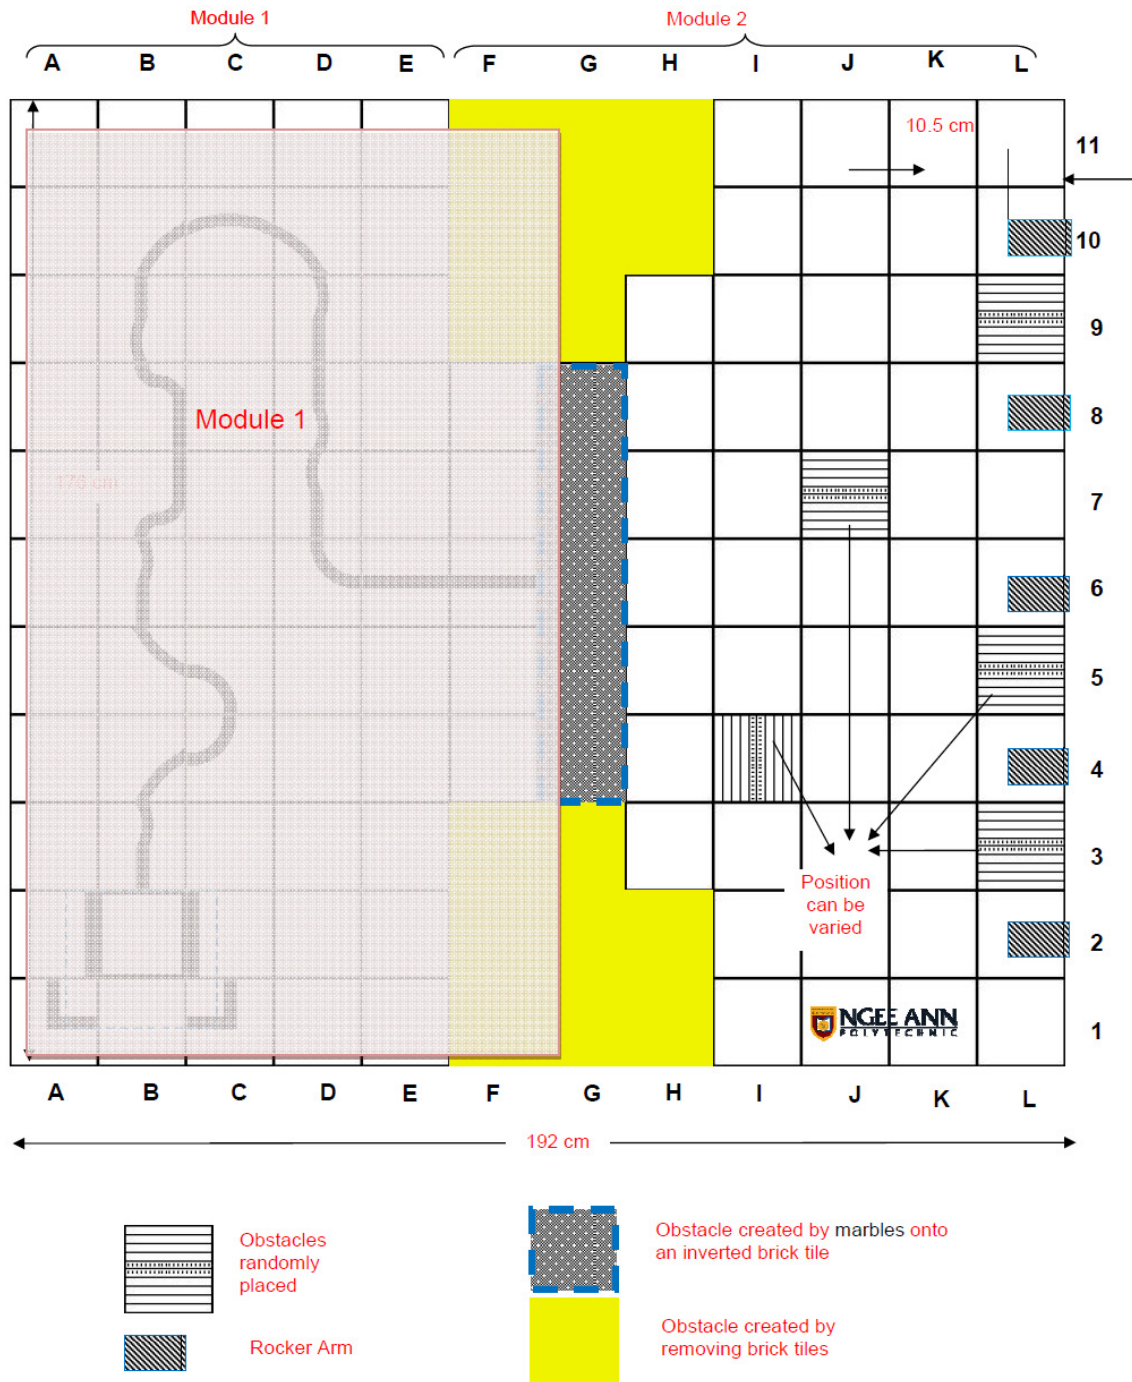 Module 1
Module 2
A B C D E F G H I J K L
10.5 cm
11
10
9
8
Module 1
176 cm
7
6
5
4
3
Position
can be
varied
2
NGEE ANN
POLYTECHNIC
1
A B C D E F G H I J K L
192 cm
Obstacles
randomly
placed
Obstacle created by marbles onto
an inverted brick tile
Rocker Arm
Obstacle created by
removing brick tiles